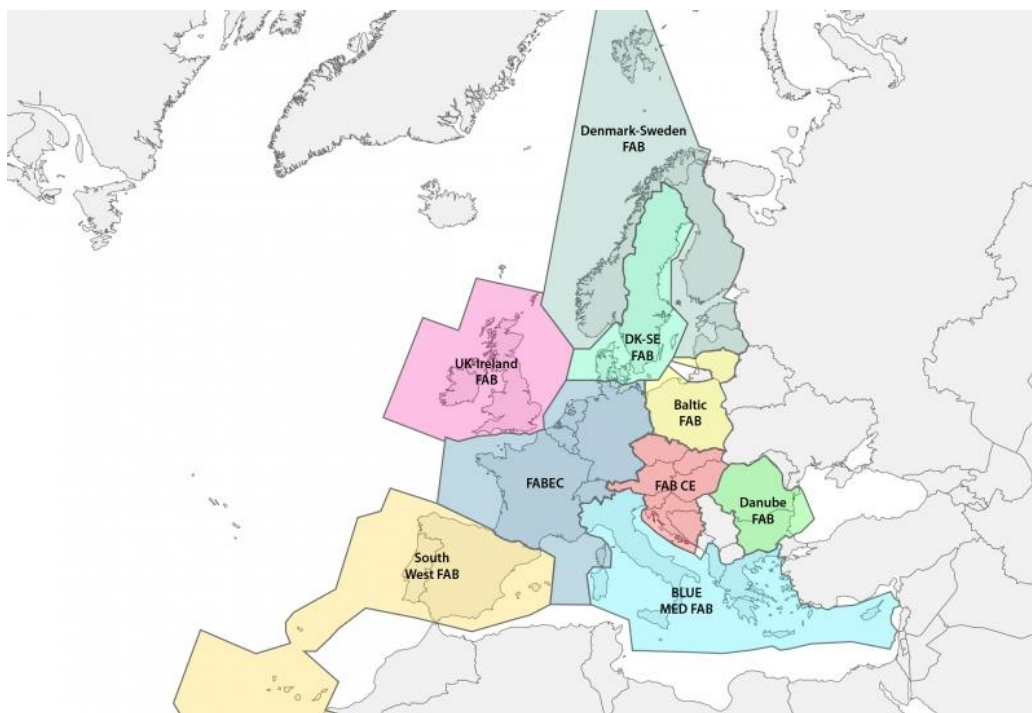 Denmark-Sweden
FAB
DK-SE
FAB
UK-Ireland
FAB
Baltic
FAB
FABEC
FAB CE
Danube
FAB
South
West FAB
BLUE
MED FAB